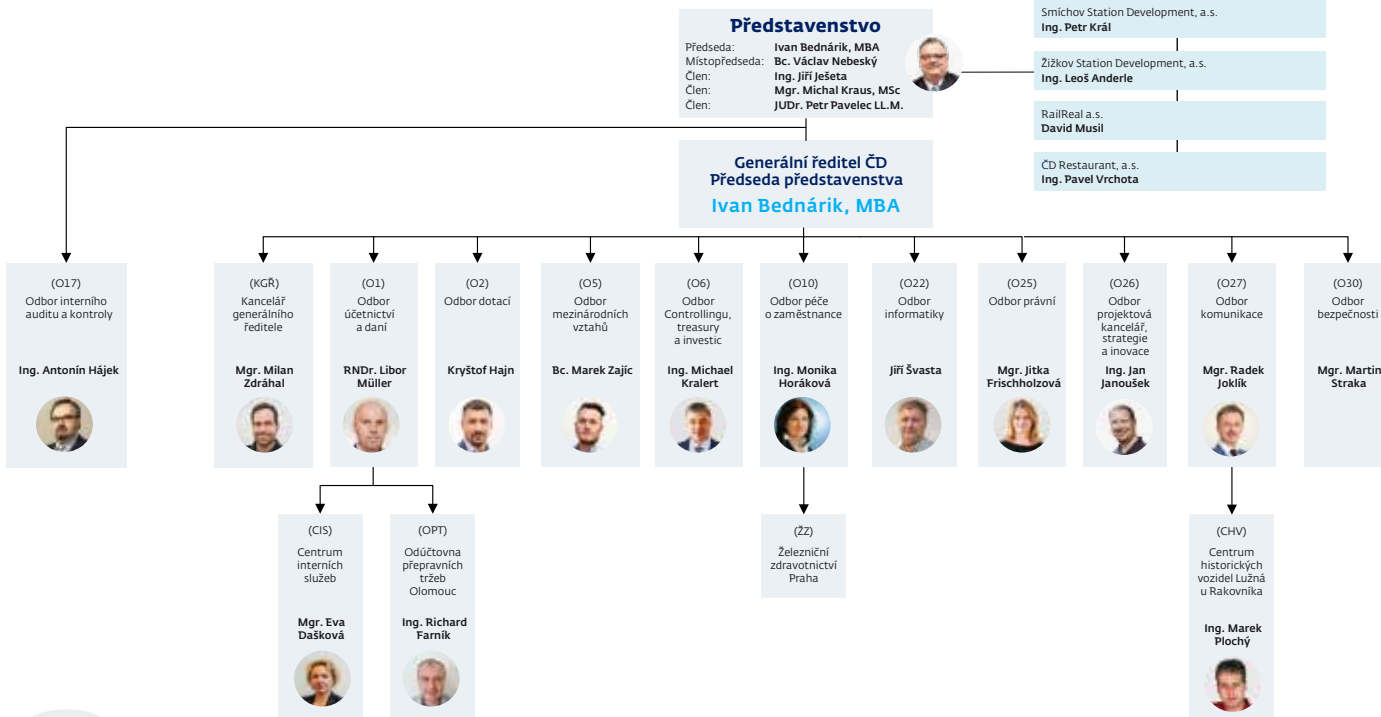 Představenstvo
Předseda: Ivan Bednárik, MBA
Místopředseda: Bc. Václav Nebeský
Člen: Ing. Jiří Ješeta
Člen: Mgr. Michal Kraus, MSc
Člen: JUDr. Petr Pavelec LL.M.
Smíchov Station Development, a.s.
Ing. Petr Král
Žižkov Station Development, a.s.
Ing. Leoš Anderle
RailReal a.s.
David Musil
ČD Restaurant, a.s.
Ing. Pavel Vrchota
Generální ředitel ČD
Předseda představenstva
Ivan Bednárik, MBA
(O17)
Odbor interního
auditu a kontroly
Ing. Antonín Hájek
(KGŘ)
Kancelář
generálního
ředitele
Mgr. Milan
Zdráhal
(O1)
Odbor
účetnictví
a daní
RNDr. Libor
Müller
(O2)
Odbor dotací
Kryštof Hajn
(O5)
Odbor
mezinárodních
vztahů
Bc. Marek Zajíc
(O6)
Odbor
Controllingu,
treasury
a investic
Ing. Michael
Kralert
(O10)
Odbor péče
o zaměstnance
Ing. Monika
Horáková
(O22)
Odbor
informatiky
Jiří Švasta
(O25)
Odbor právní
Mgr. Jitka
Frischholzová
(O26)
Odbor
projektová
kancelář,
strategie
a inovace
Ing. Jan
Janoušek
(O27)
Odbor
komunikace
Mgr. Radek
Joklík
(O30)
Odbor
bezpečnosti
Mgr. Martin
Straka
(CIS)
Centrum
interních
služeb
Mgr. Eva
Dašková
(OPT)
Odúčtovna
přepravních
tržeb
Olomouc
Ing. Richard
Farník
(ŽZ)
Železniční
zdravotnictví
Praha
(CHV)
Centrum
historických
vozidel Lužná
u Rakovníka
Ing. Marek
Plochý